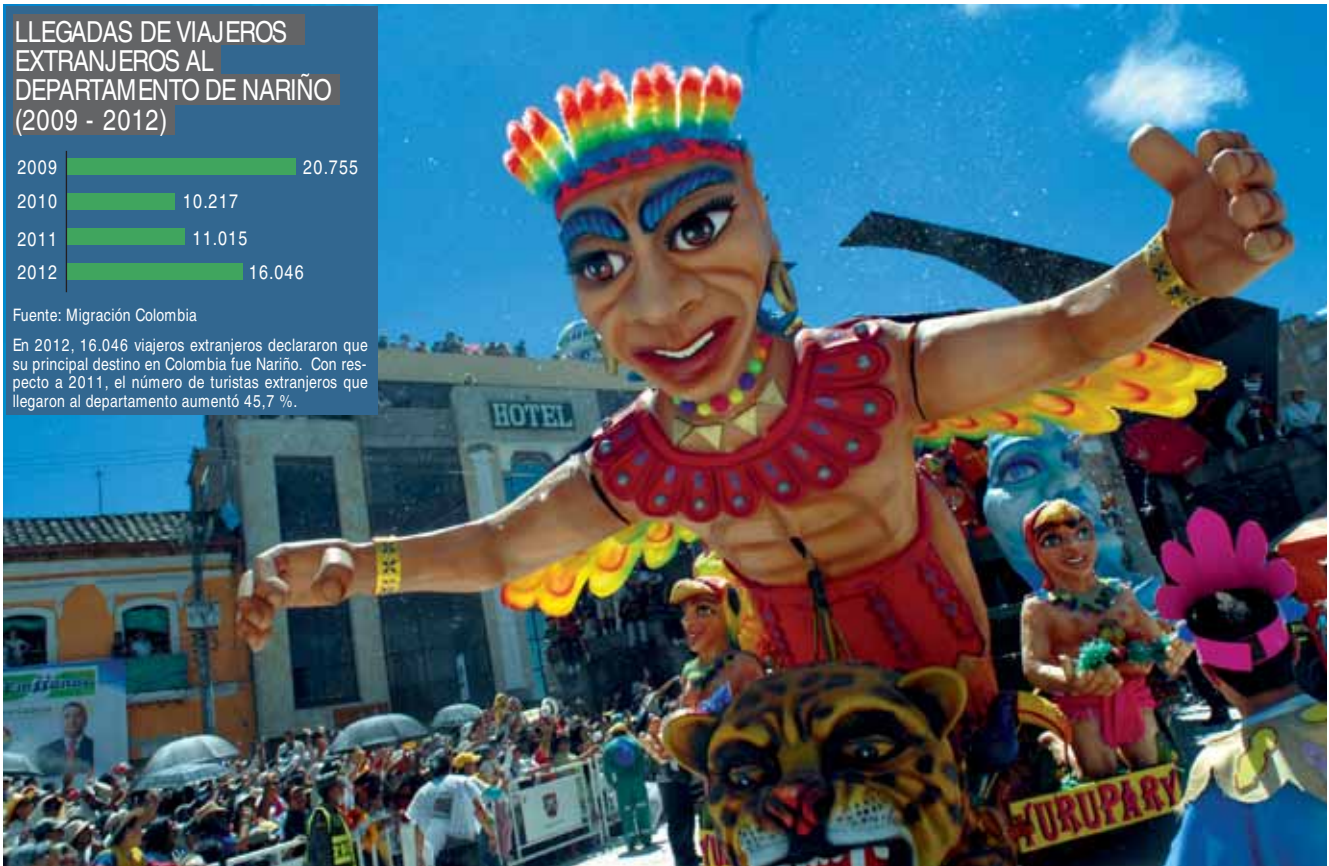 LLEGADAS DE VIAJEROS
EXTRANJEROS AL
DEPARTAMENTO DE NARIÑO
(2009 - 2012)
2009 20.755
2010 10.217
2011 11.015
2012 16.046
Fuente: Migración Colombia
En 2012, 16.046 viajeros extranjeros declararon que
su principal destino en Colombia fue Nariño. Con res-
pecto a 2011, el número de turistas extranjeros que
llegaron al departamento aumentó 45,7 %.
HOTEL
YURUPARY